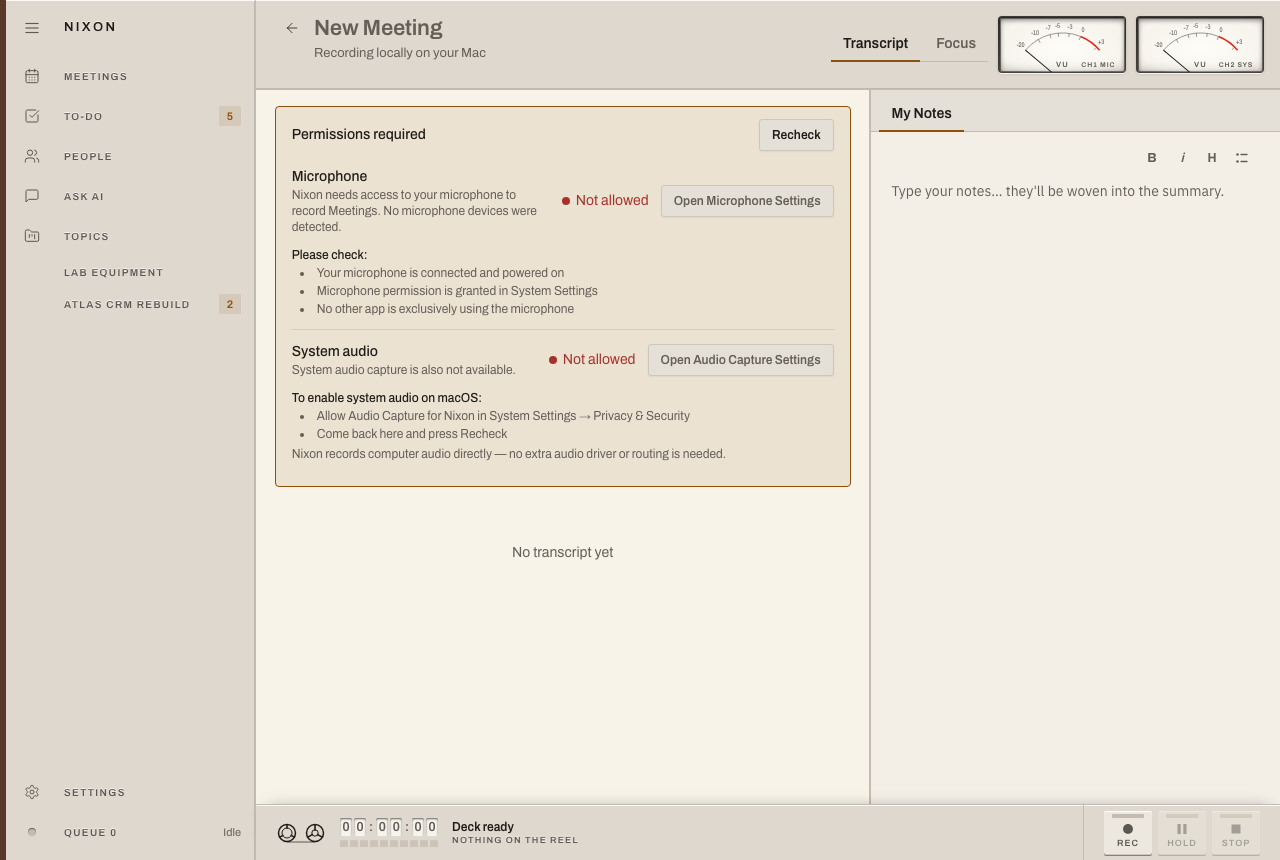 NIXON
MEETINGS
TO-DO 5
PEOPLE
ASK AI
TOPICS
LAB EQUIPMENT
ATLAS CRM REBUILD 2
SETTINGS
QUEUE 0 Idle
New Meeting
Recording locally on your Mac
Transcript Focus
-20 -10 -7 -5 -3 0 +3
VU CH1 MIC
-20 -10 -7 -5 -3 0 +3
VU CH2 SYS
Permissions required
Recheck
Microphone
Nixon needs access to your microphone to
record Meetings. No microphone devices were
detected.
Not allowed
Open Microphone Settings
Please check:
• Your microphone is connected and powered on
• Microphone permission is granted in System Settings
• No other app is exclusively using the microphone
System audio
System audio capture is also not available.
Not allowed
Open Audio Capture Settings
To enable system audio on macOS:
• Allow Audio Capture for Nixon in System Settings → Privacy & Security
• Come back here and press Recheck
Nixon records computer audio directly — no extra audio driver or routing is needed.
No transcript yet
My Notes
B i H
Type your notes... they'll be woven into the summary.
00:00:00
Deck ready
NOTHING ON THE REEL
REC HOLD STOP